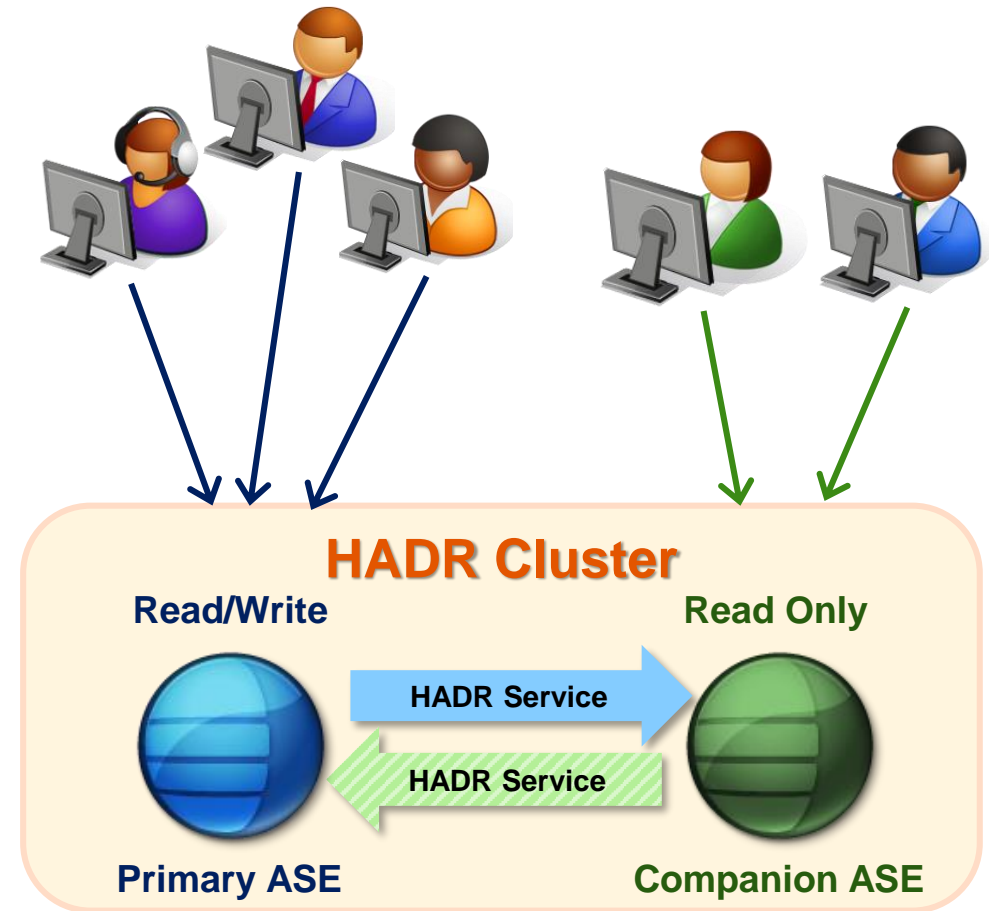 HADR Cluster
Read/Write
Read Only
HADR Service
HADR Service
Primary ASE
Companion ASE